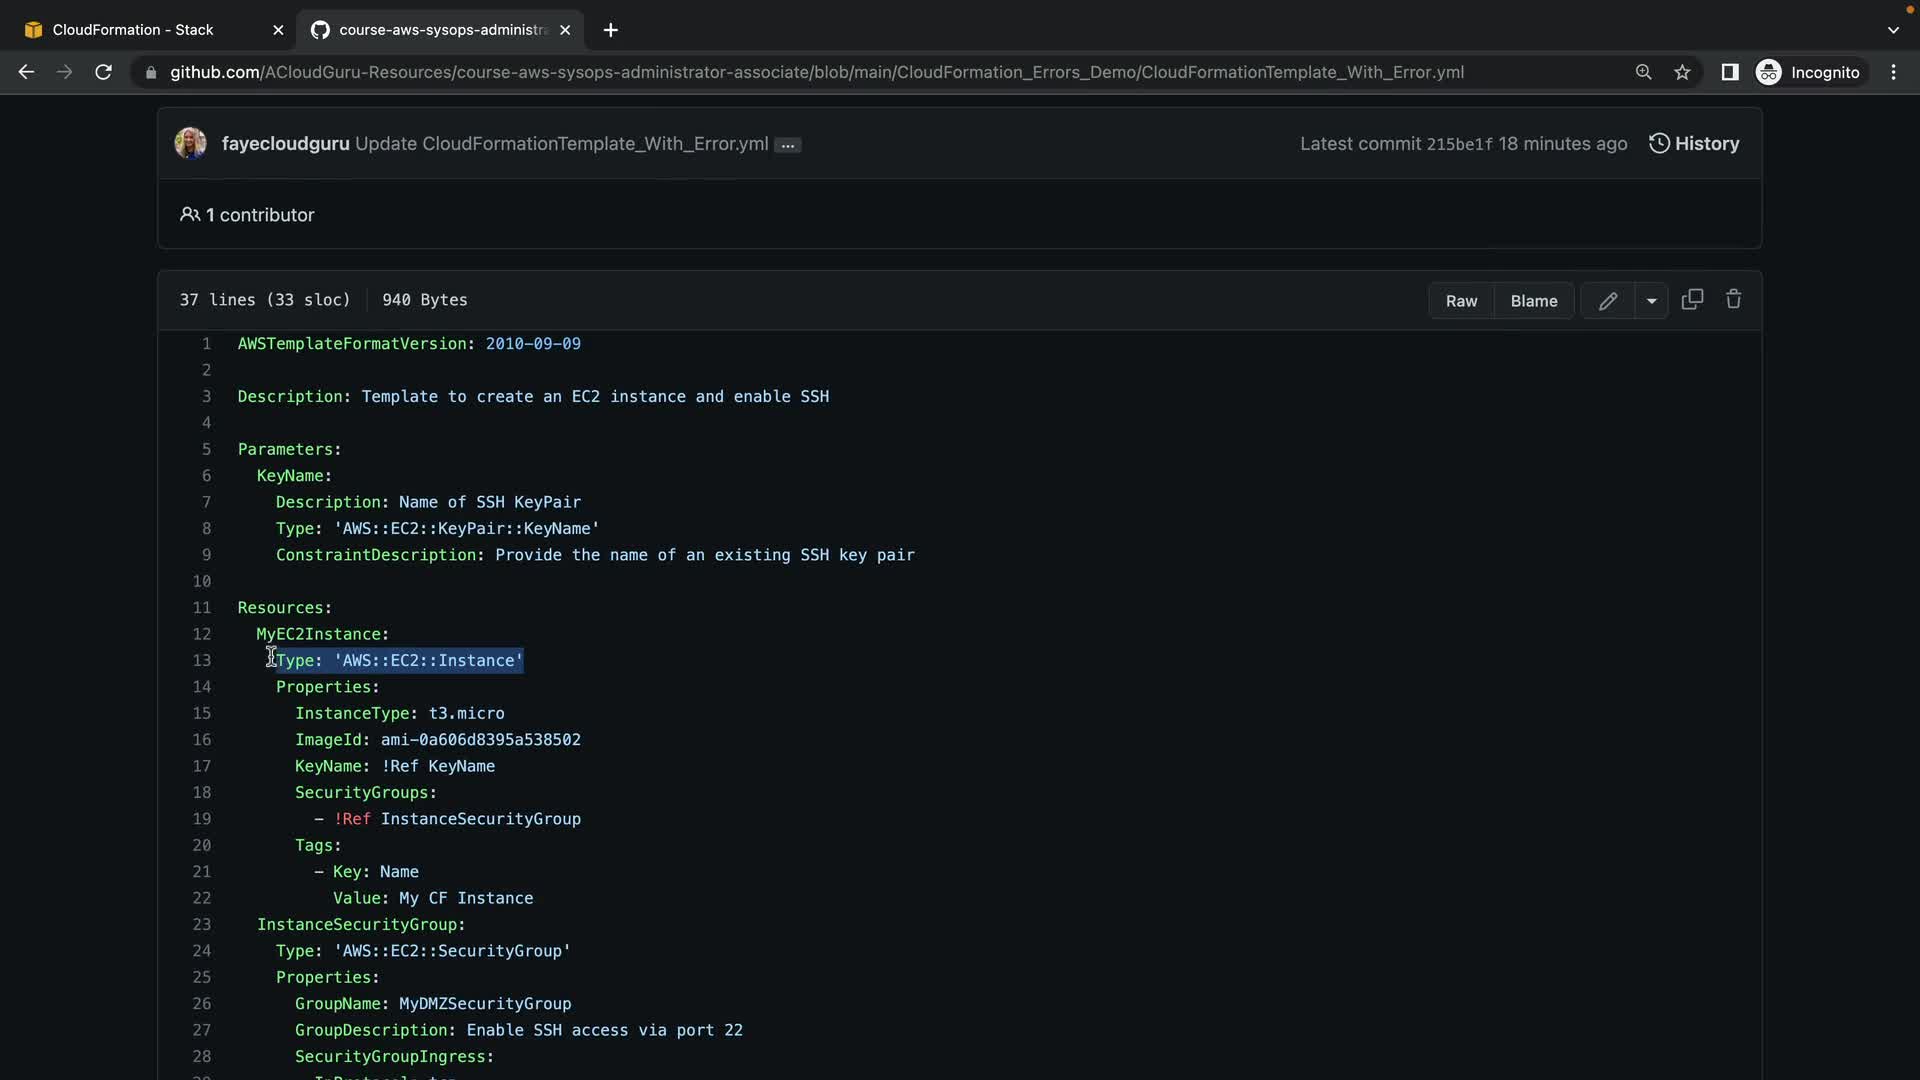 CloudFormation - Stack
course-aws-sysops-administra
github.com/ACloudGuru-Resources/course-aws-sysops-administrator-associate/blob/main/CloudFormation_Errors_Demo/CloudFormationTemplate_With_Error.yml
Incognito
fayecloudguru Update CloudFormationTemplate_With_Error.yml ...
Latest commit 215be1f 18 minutes ago
History
1 contributor
37 lines (33 sloc)
940 Bytes
Raw
Blame
1 AWSTemplateFormatVersion: 2010-09-09
2
3 Description: Template to create an EC2 instance and enable SSH
4
5 Parameters:
6 KeyName:
7 Description: Name of SSH KeyPair
8 Type: 'AWS::EC2::KeyPair::KeyName'
9 ConstraintDescription: Provide the name of an existing SSH key pair
10
11 Resources:
12 MyEC2Instance:
13 Type: 'AWS::EC2::Instance'
14 Properties:
15 InstanceType: t3.micro
16 ImageId: ami-0a606d8395a538502
17 KeyName: !Ref KeyName
18 SecurityGroups:
19 - !Ref InstanceSecurityGroup
20 Tags:
21 - Key: Name
22 Value: My CF Instance
23 InstanceSecurityGroup:
24 Type: 'AWS::EC2::SecurityGroup'
25 Properties:
26 GroupName: MyDMZSecurityGroup
27 GroupDescription: Enable SSH access via port 22
28 SecurityGroupIngress: